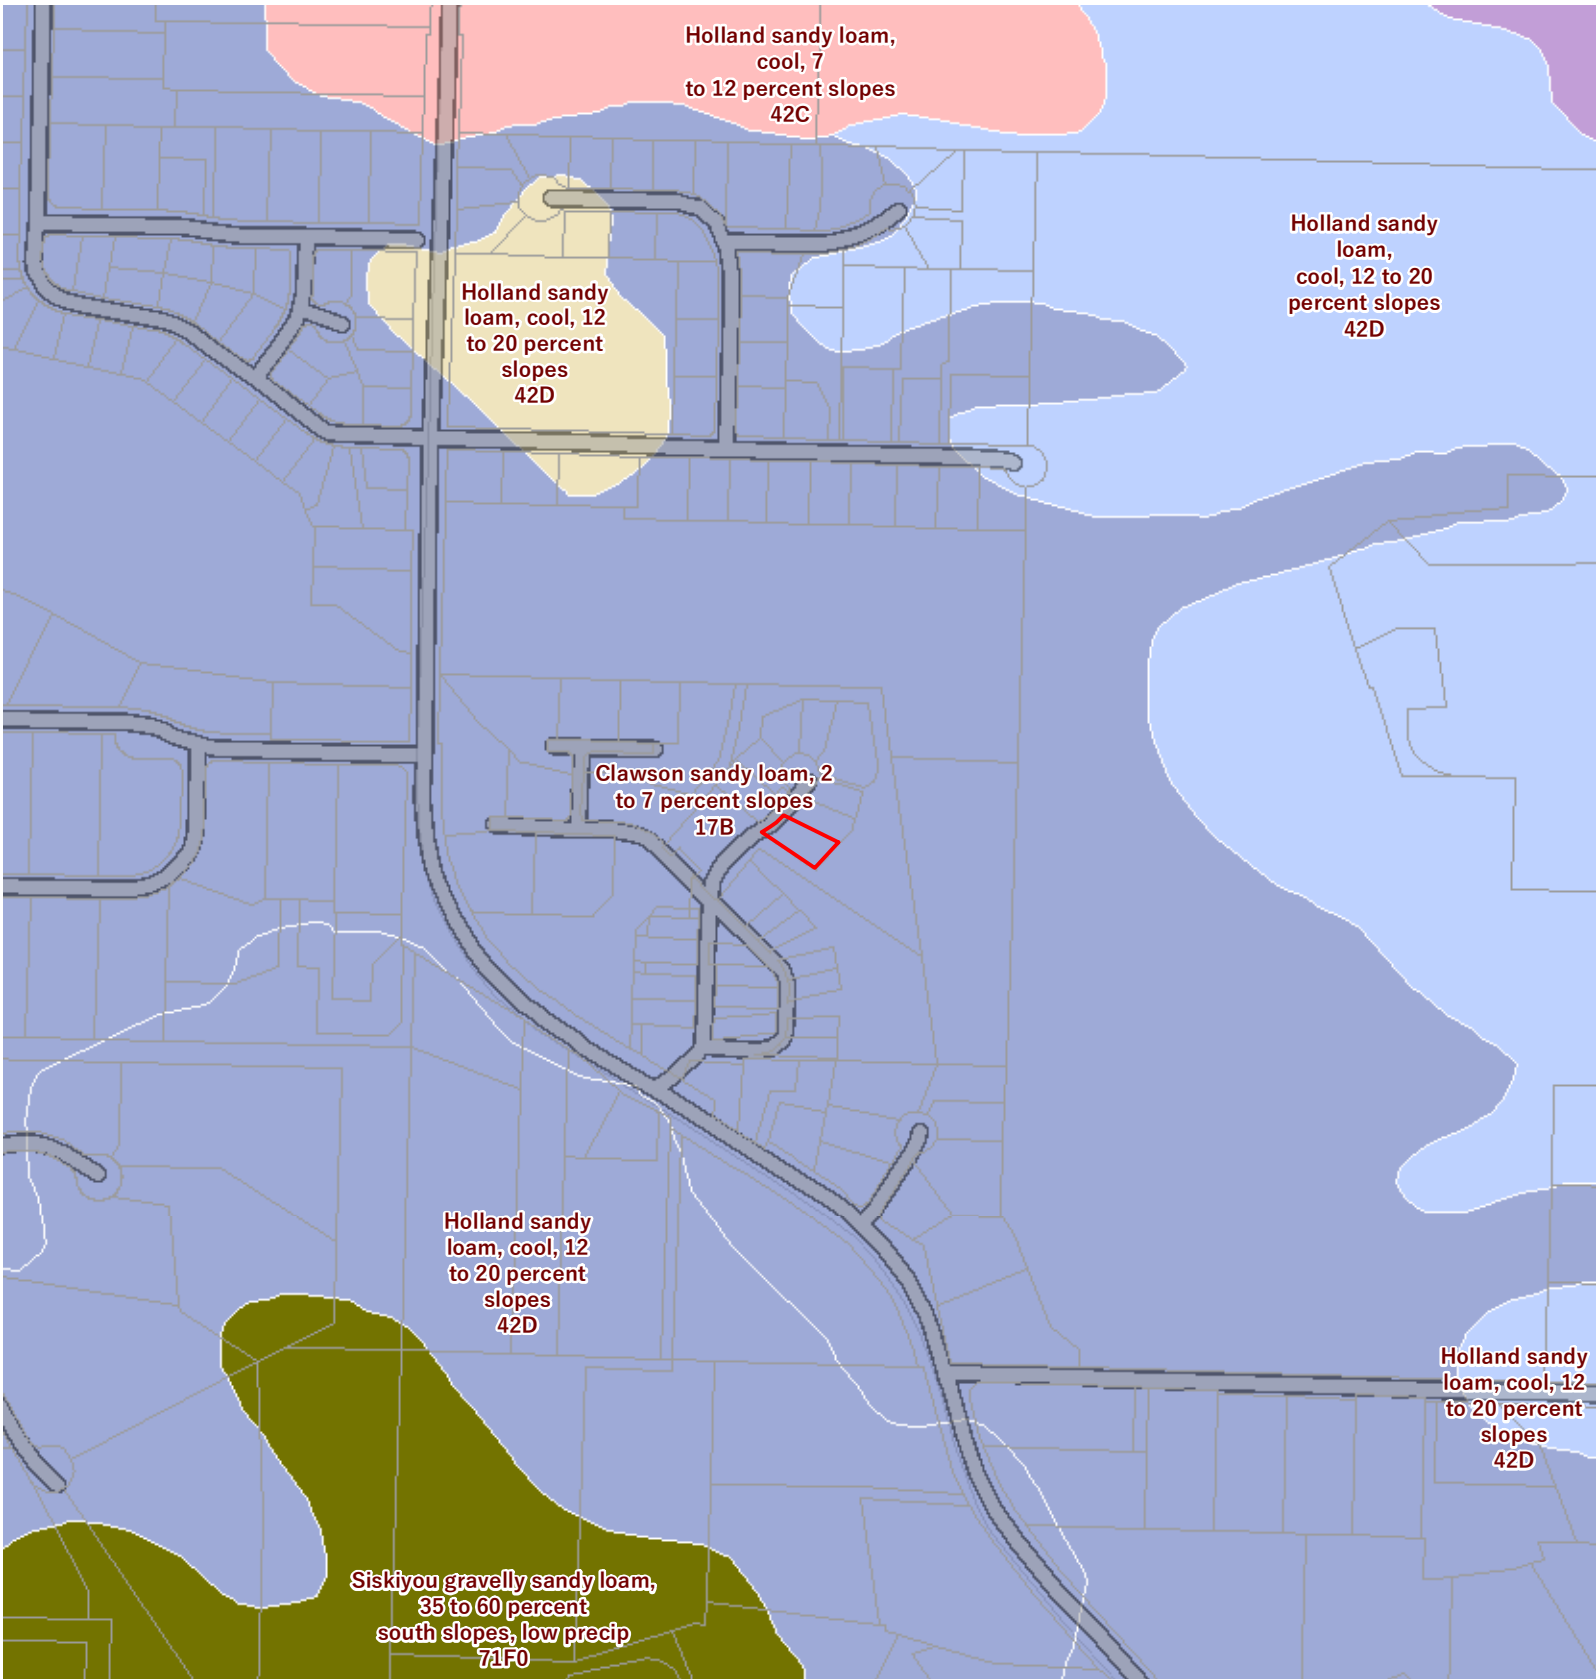 Holland sandy loam,
cool, 7
to 12 percent slopes
42C
Holland sandy
loam,
cool, 12 to 20
percent slopes
42D
Holland sandy
loam, cool, 12
to 20 percent
slopes
42D
Clawson sandy loam, 2
to 7 percent slopes
17B
Holland sandy
loam, cool, 12
to 20 percent
slopes
42D
Holland sandy
loam, cool, 12
to 20 percent
slopes
42D
Siskiyou gravelly sandy loam,
35 to 60 percent
south slopes, low precip
71F0